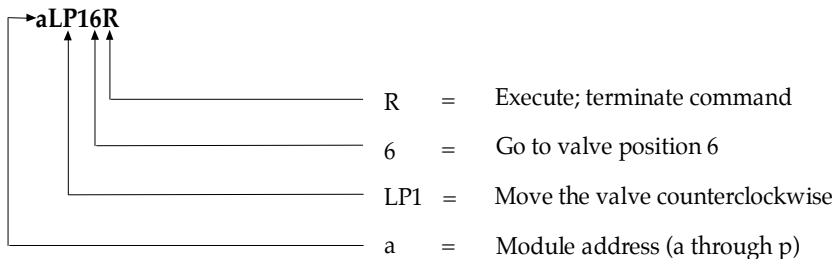 aLP16R
R = Execute; terminate command
6 = Go to valve position 6
LP1 = Move the valve counterclockwise
a = Module address (a through p)